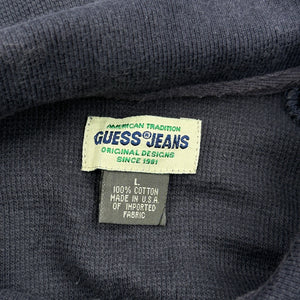 AMERICAN TRADITION
GUESS® JEANS
ORIGINAL DESIGNS
SINCE 1981
L
100% COTTON
MADE IN U.S.A.
OF IMPORTED
FABRIC